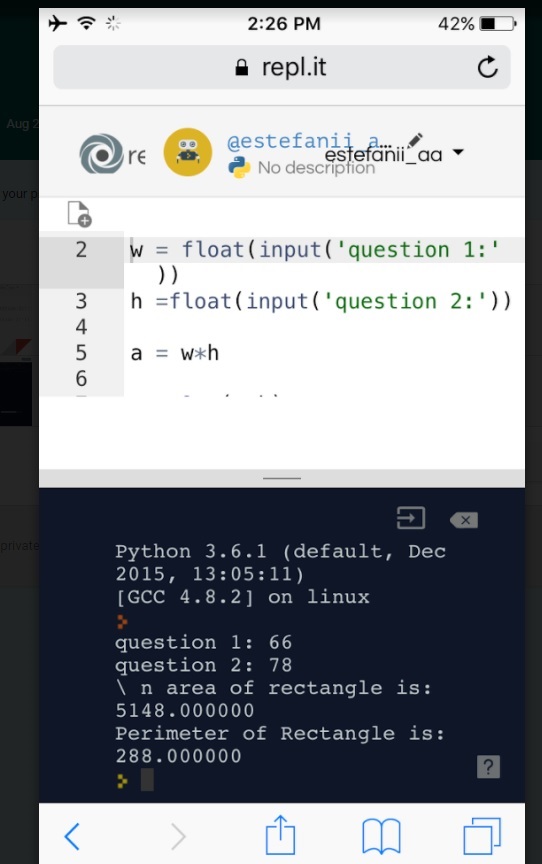 2:26 PM
42%
repl.it
Aug 2
@estefanii_a...
re
estefanii_aa
No description
your p
2 w = float(input('question 1:'
))
3 h =float(input('question 2:'))
4
5 a = w*h
6
private
Python 3.6.1 (default, Dec
2015, 13:05:11)
[GCC 4.8.2] on linux
question 1: 66
question 2: 78
\ n area of rectangle is:
5148.000000
Perimeter of Rectangle is:
288.000000
?